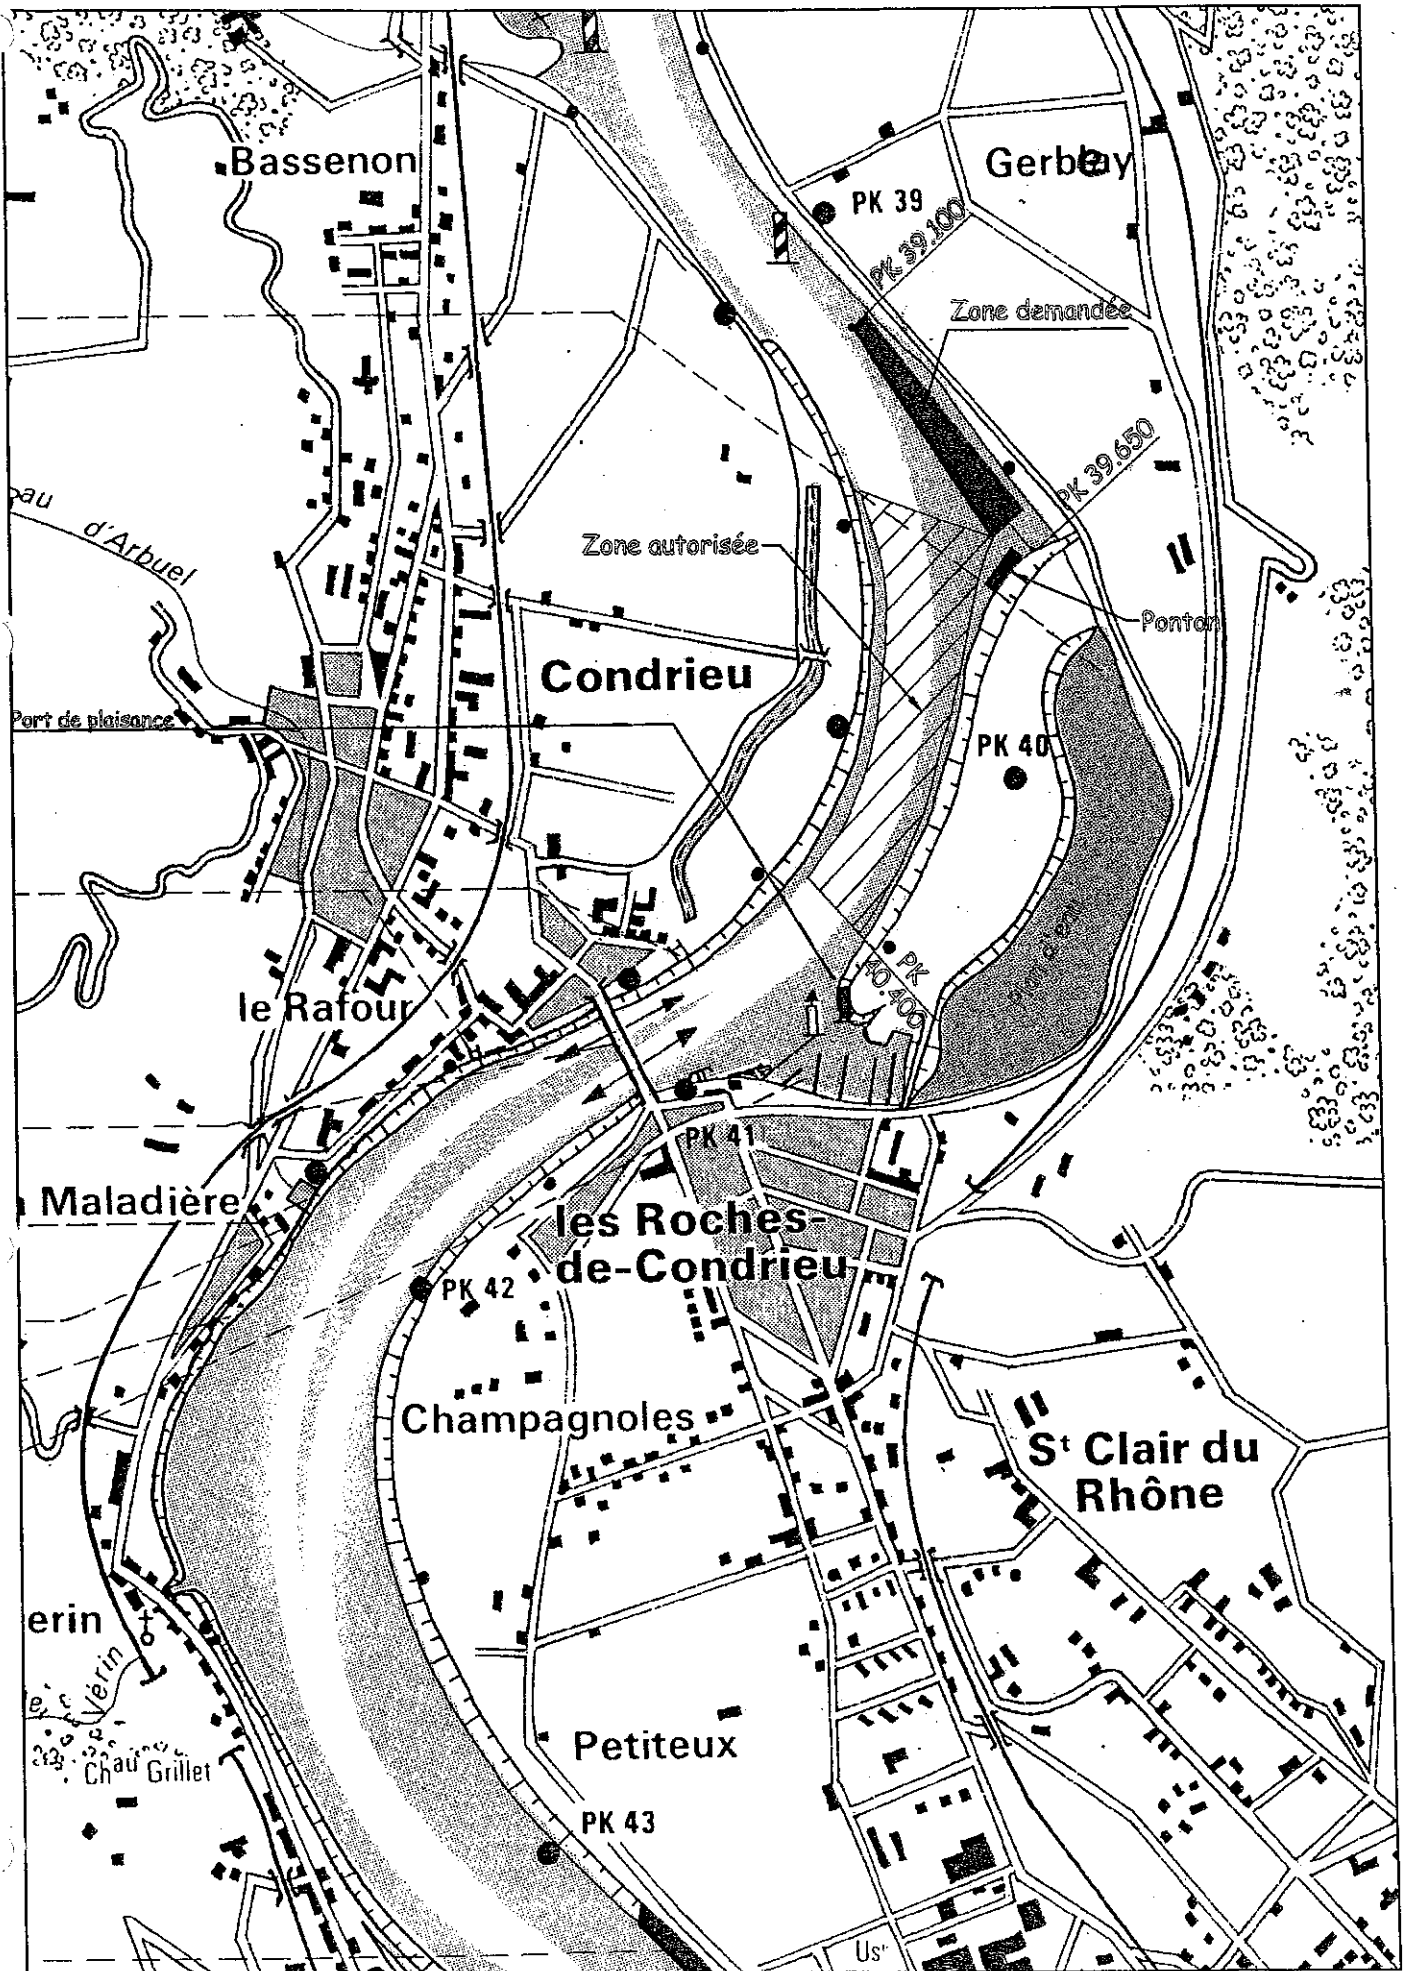 Bassenon
Gerblay
PK 39
PK 39.100
Zone demandée
PK 39.650
d'Arbuel
Zone autorisée
Ponton
Condrieu
Port de plaisance
PK 40
PK
40.400
le Rafour
PK 41
Maladière
les Roches-
de-Condrieu
PK 42
Champagnoles
St Clair du
Rhône
erin
Vérin
Chau Grillet
Petiteux
PK 43